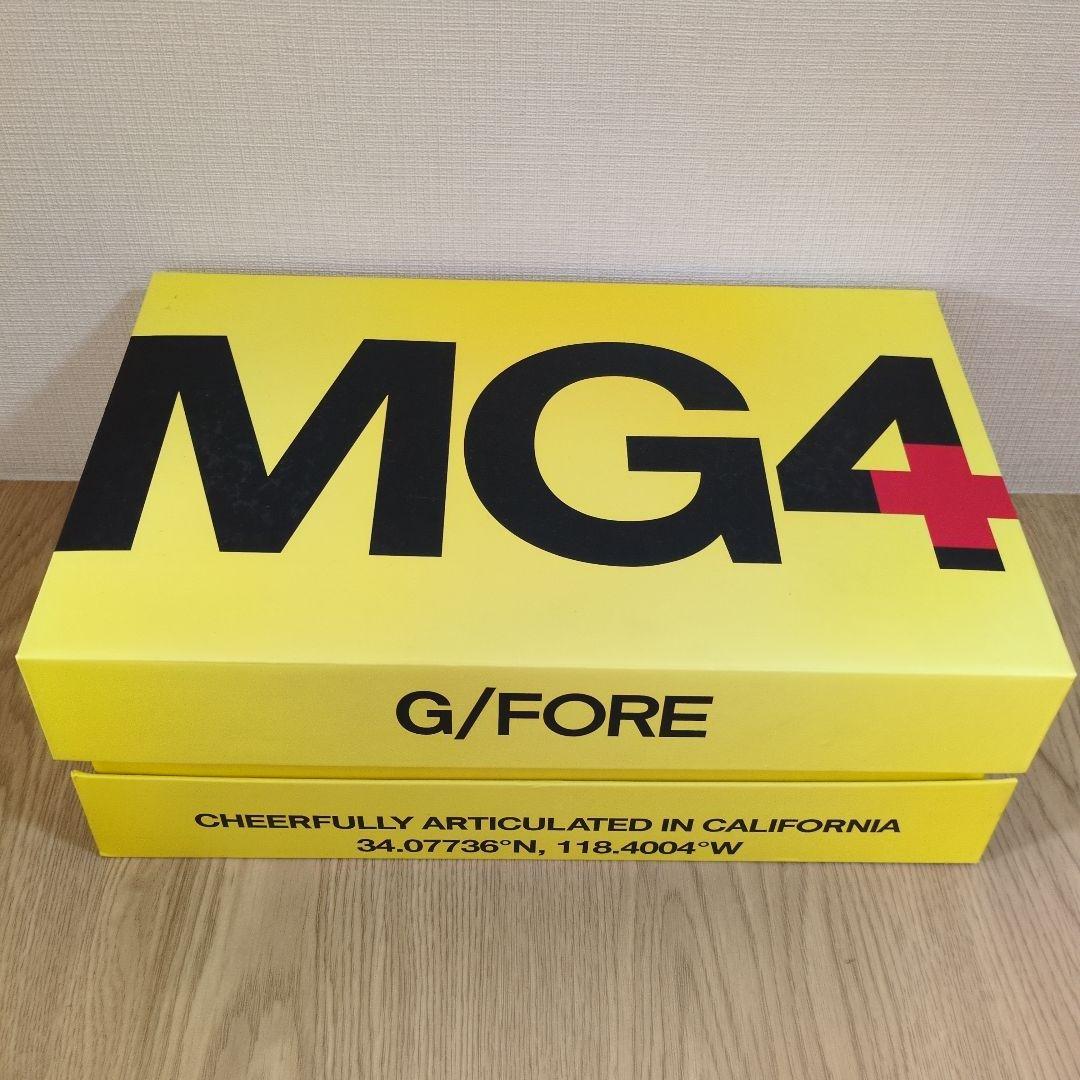 MG4+
G/FORE
CHEERFULLY ARTICULATED IN CALIFORNIA
34.07736°N, 118.4004°W